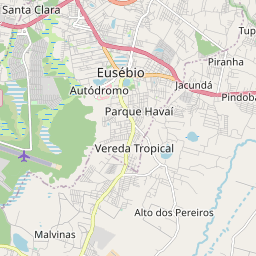 Santa Clara
Tup
Eusébio
Piranha
Autódromo
Jacundá
Pindoba
Parque Havaí
Vereda Tropical
Alto dos Pereiros
Malvinas